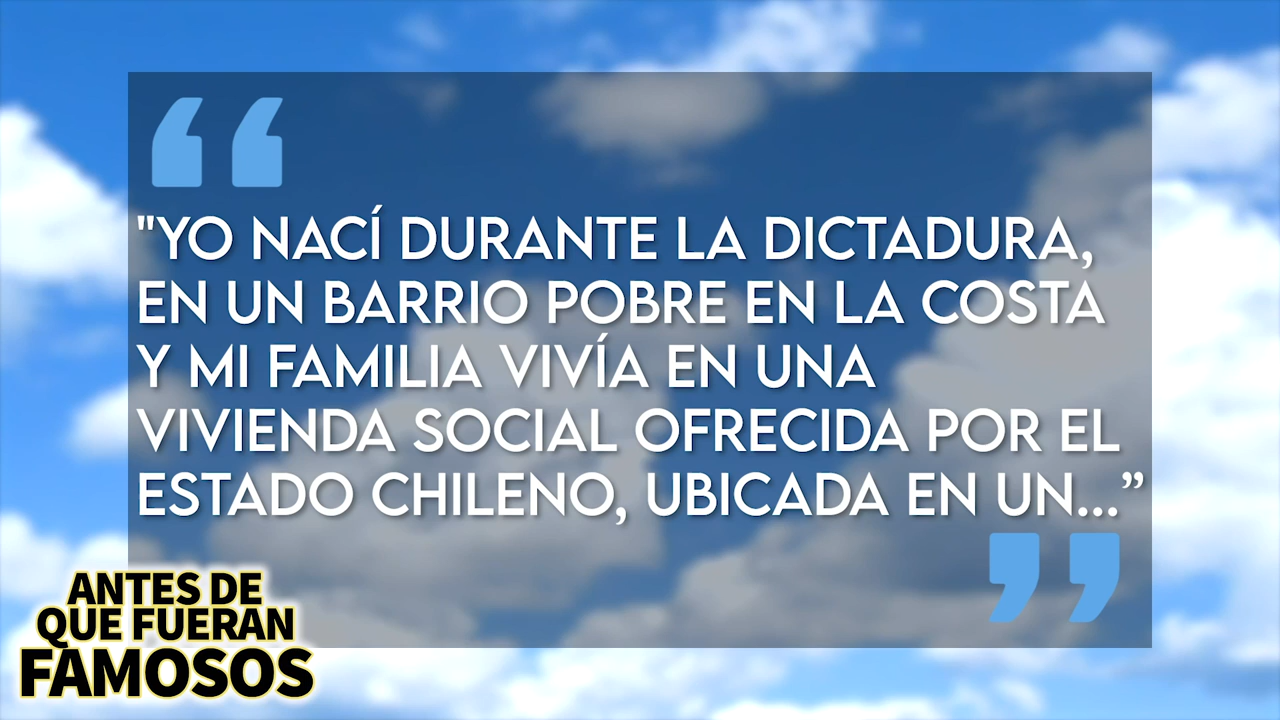 "YO NACÍ DURANTE LA DICTADURA,
EN UN BARRIO POBRE EN LA COSTA
Y MI FAMILIA VIVÍA EN UNA
VIVIENDA SOCIAL OFRECIDA POR EL
ESTADO CHILENO, UBICADA EN UN...”
ANTES DE
QUE FUERAN
FAMOSOS